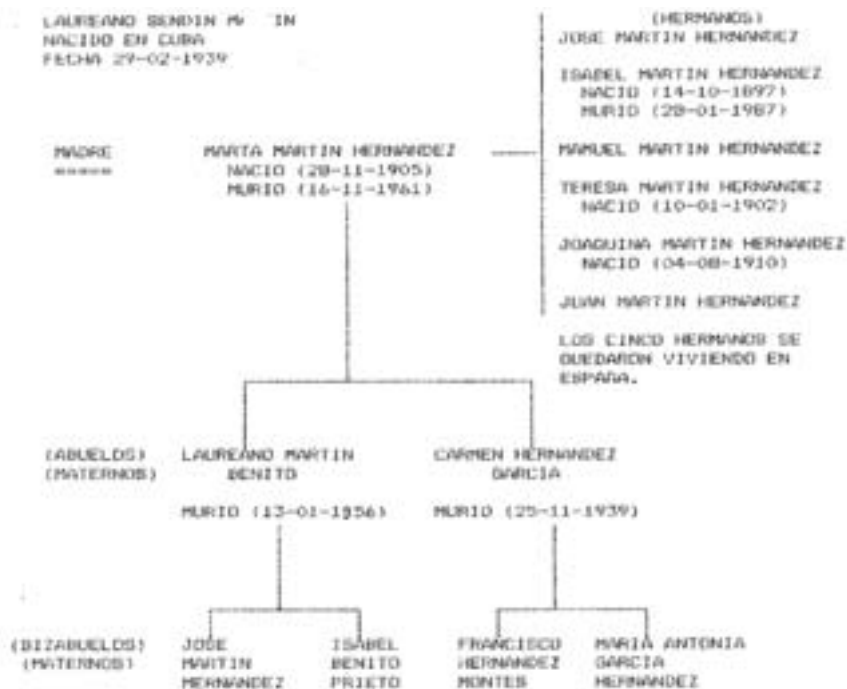 LAUREANO SENDIN
NACIDO EN CUBA
FECHA 29-02-1939
(HERMANOS)
JOSE MARTIN HERNANDEZ
ISABEL MARTIN HERNANDEZ
NACIO (14-10-1897)
MURIO (28-01-1987)
MADRE
=====
MARTA MARTIN HERNANDEZ
NACIO (28-11-1905)
MURIO (16-11-1961)
MANUEL MARTIN HERNANDEZ
TERESA MARTIN HERNANDEZ
NACIO (10-01-1902)
JOAQUINA MARTIN HERNANDEZ
NACIO (04-08-1910)
JUAN MARTIN HERNANDEZ
LOS CINCO HERMANOS SE
QUEDARON VIVIENDO EN
ESPAÑA.
(ABUELOS)
(MATERNOS)
LAUREANO MARTIN
BENITO
MURIO (13-01-1956)
CARMEN HERNANDEZ
GARCIA
MURIO (25-11-1939)
(BIZABUELOS)
(MATERNOS)
JOSE
MARTIN
HERNANDEZ
ISABEL
BENITO
PRIETO
FRANCISCO
HERNANDEZ
MONTES
MARIA ANTONIA
GARCIA
HERNANDEZ